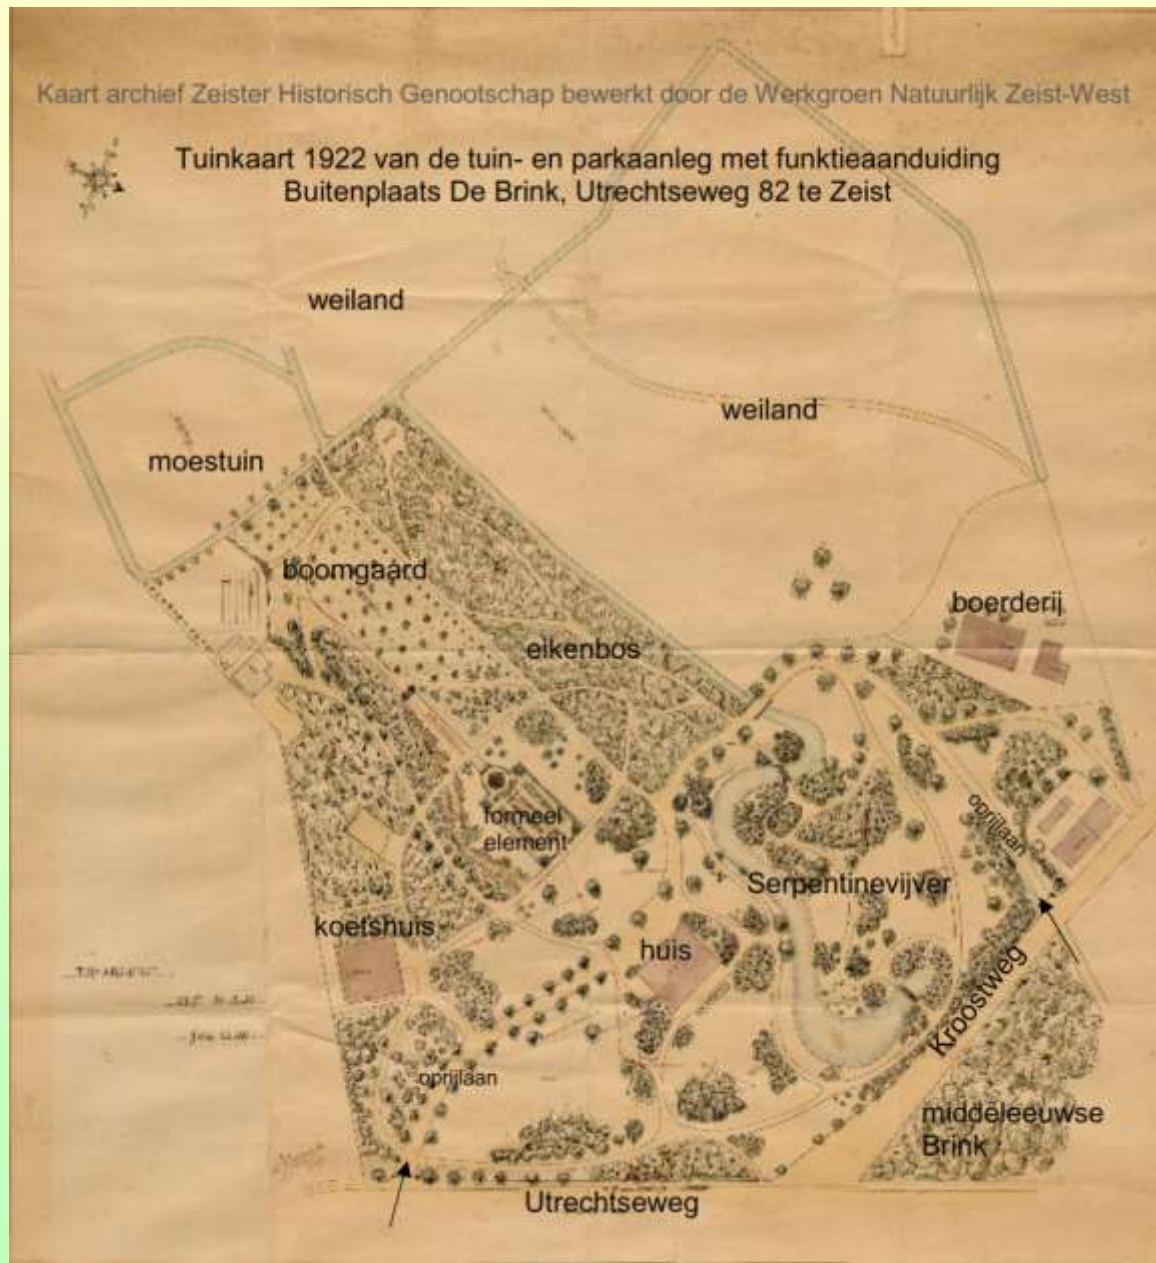 Kaart archief Zeister Historisch Genootschap bewerkt door de Werkgroen Natuurlijk Zeist-West
Tuinkaart 1922 van de tuin- en parkaanleg met funktieaanduiding
Buitenplaats De Brink, Utrechtseweg 82 te Zeist
weiland
weiland
moestuin
boomgaard
boerderij
eikenbos
oprijlaan
formeel
element
Serpentinevijver
koetshuis
huis
Kroostweg
oprijlaan
middeleeuwse
Brink
Utrechtseweg